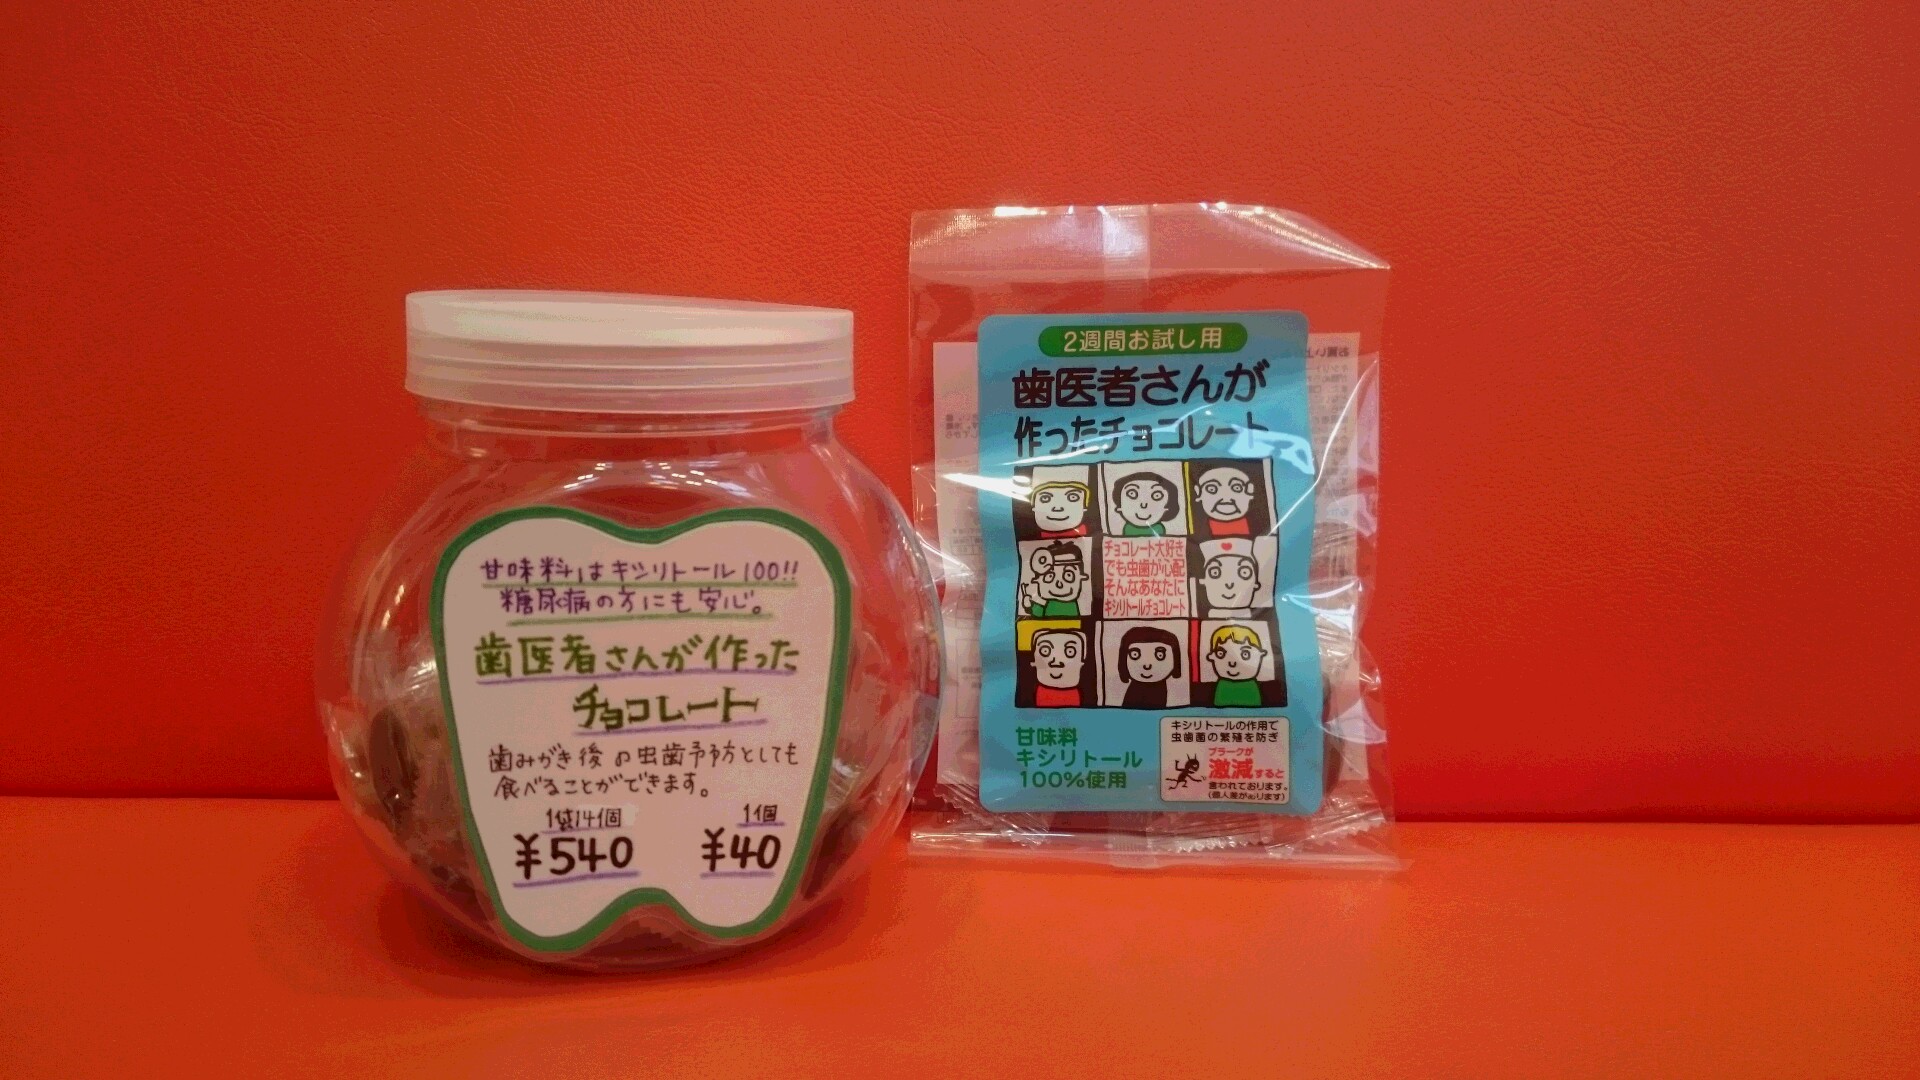 甘味料はキシリトール100!!
糖尿病の方にも安心。
歯医者さんが作った
チョコレート
歯みがき後の虫歯予防としても
食べることができます。
1袋14個
¥540
1個
¥40
2週間お試し用
歯医者さんが
作ったチョコレート
チョコレート大好き
でも虫歯が心配
そんなあなたに
キシリトールチョコレート
甘味料
キシリトール
100%使用
キシリトールの作用で
虫歯菌の繁殖を防ぎ
プラークが
激減すると
言われております。
(個人差があります)